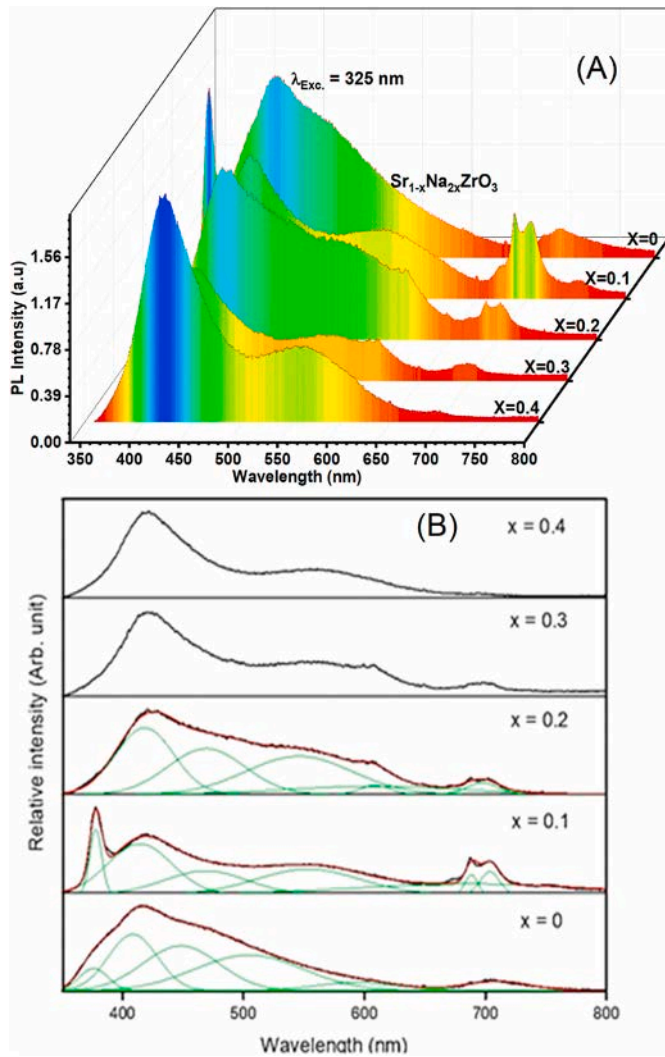 (A)
λExc. = 325 nm
Sr1-xNa2xZrO3
X=0
X=0.1
X=0.2
X=0.3
X=0.4
PL Intensity (a.u)
1.56
1.17
0.78
0.39
0.00
350 400 450 500 550 600 650 700 750 800
Wavelength (nm)
(B)
x = 0.4
x = 0.3
x = 0.2
x = 0.1
x = 0
Relative intensity (Arb. unit)
400 500 600 700 800
Wavelength (nm)